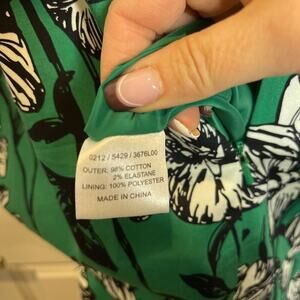 0212 / 5429 / 3676L00
OUTER: 98% COTTON
2% ELASTANE
LINING: 100% POLYESTER
MADE IN CHINA